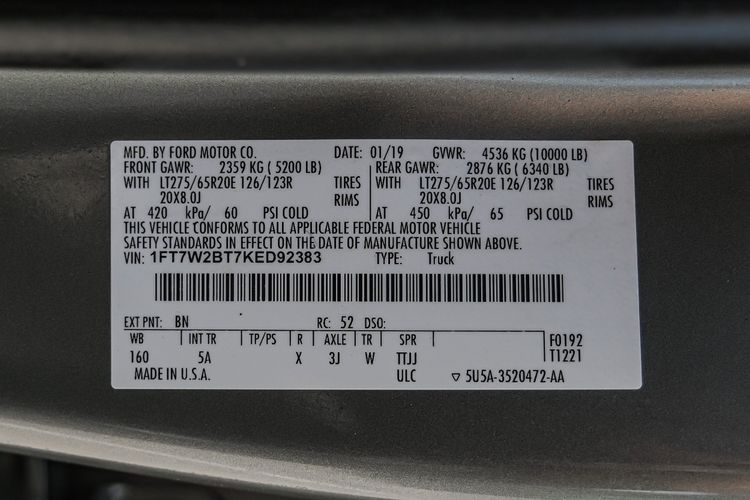 MFD. BY FORD MOTOR CO. DATE: 01/19 GVWR: 4536 KG (10000 LB)
FRONT GAWR: 2359 KG ( 5200 LB) REAR GAWR: 2876 KG ( 6340 LB)
WITH LT275/65R20E 126/123R TIRES WITH LT275/65R20E 126/123R TIRES
20X8.0J RIMS 20X8.0J RIMS
AT 420 kPa/ 60 PSI COLD AT 450 kPa/ 65 PSI COLD
THIS VEHICLE CONFORMS TO ALL APPLICABLE FEDERAL MOTOR VEHICLE
SAFETY STANDARDS IN EFFECT ON THE DATE OF MANUFACTURE SHOWN ABOVE.
VIN: 1FT7W2BT7KED92383 TYPE: Truck
EXT PNT: BN RC: 52 DSO:
WB INT TR TP/PS R AXLE TR SPR F0192
160 5A X 3J W TTJJ T1221
MADE IN U.S.A. ULC ▽ 5U5A-3520472-AA